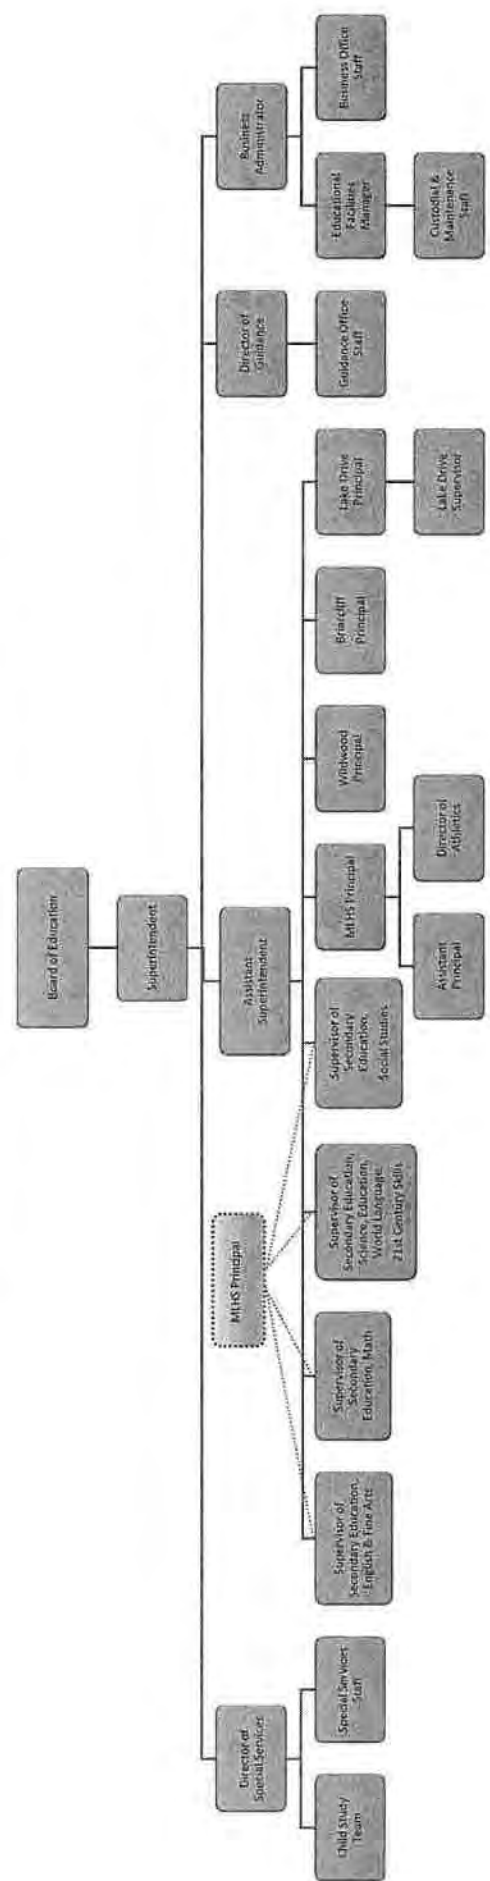 Board of Education
Superintendent
Director of
Special Services
MLHS Principal
Assistant
Superintendent
Director of
Guidance
Business
Administrator
Child Study
Team
Special Services
Staff
Supervisor of
Secondary Education,
English & Fine Arts
Supervisor of
Secondary
Education, Math
Supervisor of
Secondary Education,
Science, Education,
World Language,
21st Century Skills
Supervisor of
Secondary
Education,
Social Studies
MLHS Principal
Wildwood
Principal
Briarcliff
Principal
Lake Drive
Principal
Guidance Office
Staff
Educational
Facilities
Manager
Business Office
Staff
Assistant
Principal
Director of
Athletics
Lake Drive
Supervisor
Custodial &
Maintenance
Staff